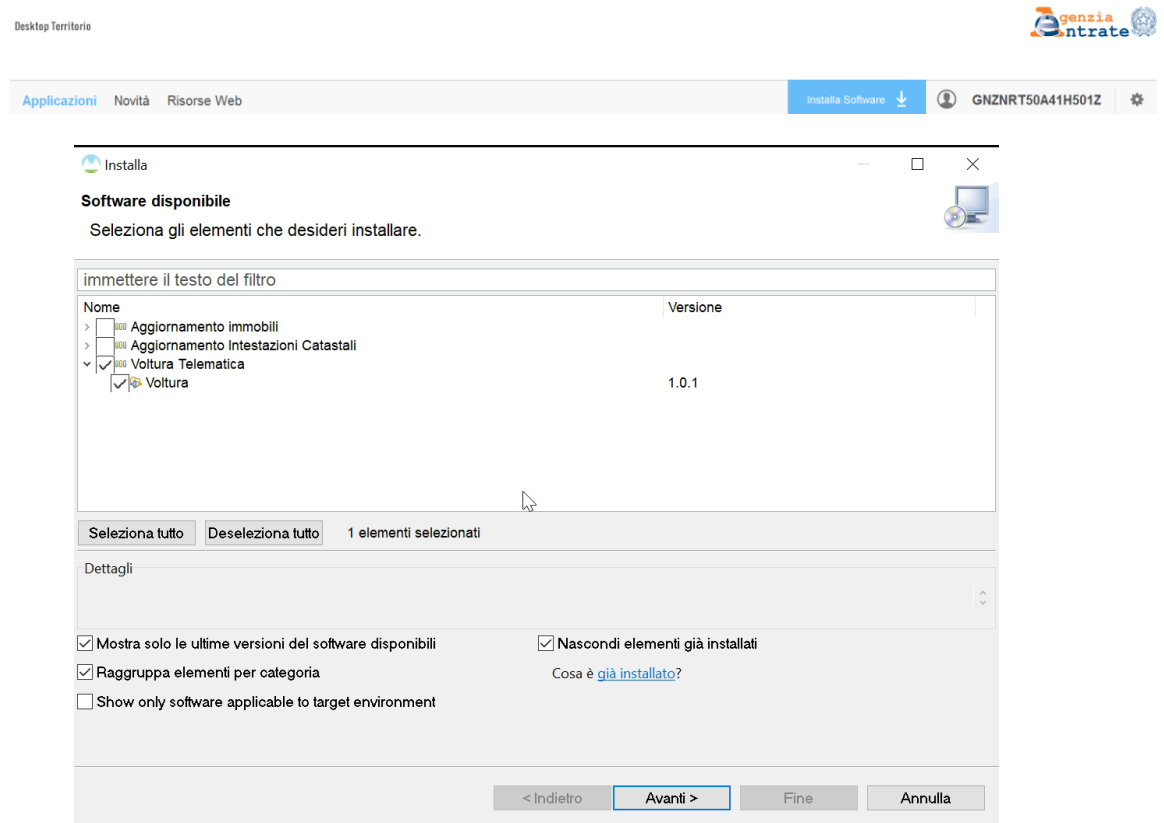 Desktop Territorio
Agenzia
Entrate
Applicazioni Novità Risorse Web Installa Software GNZNRT50A41H501Z
Installa
Software disponibile
Seleziona gli elementi che desideri installare.
immettere il testo del filtro
Nome Versione
Aggiornamento immobili
Aggiornamento Intestazioni Catastali
Voltura Telematica
Voltura 1.0.1
Seleziona tutto Deseleziona tutto 1 elementi selezionati
Dettagli
Mostra solo le ultime versioni del software disponibili Nascondi elementi già installati
Raggruppa elementi per categoria Cosa è già installato?
Show only software applicable to target environment
< Indietro Avanti > Fine Annulla